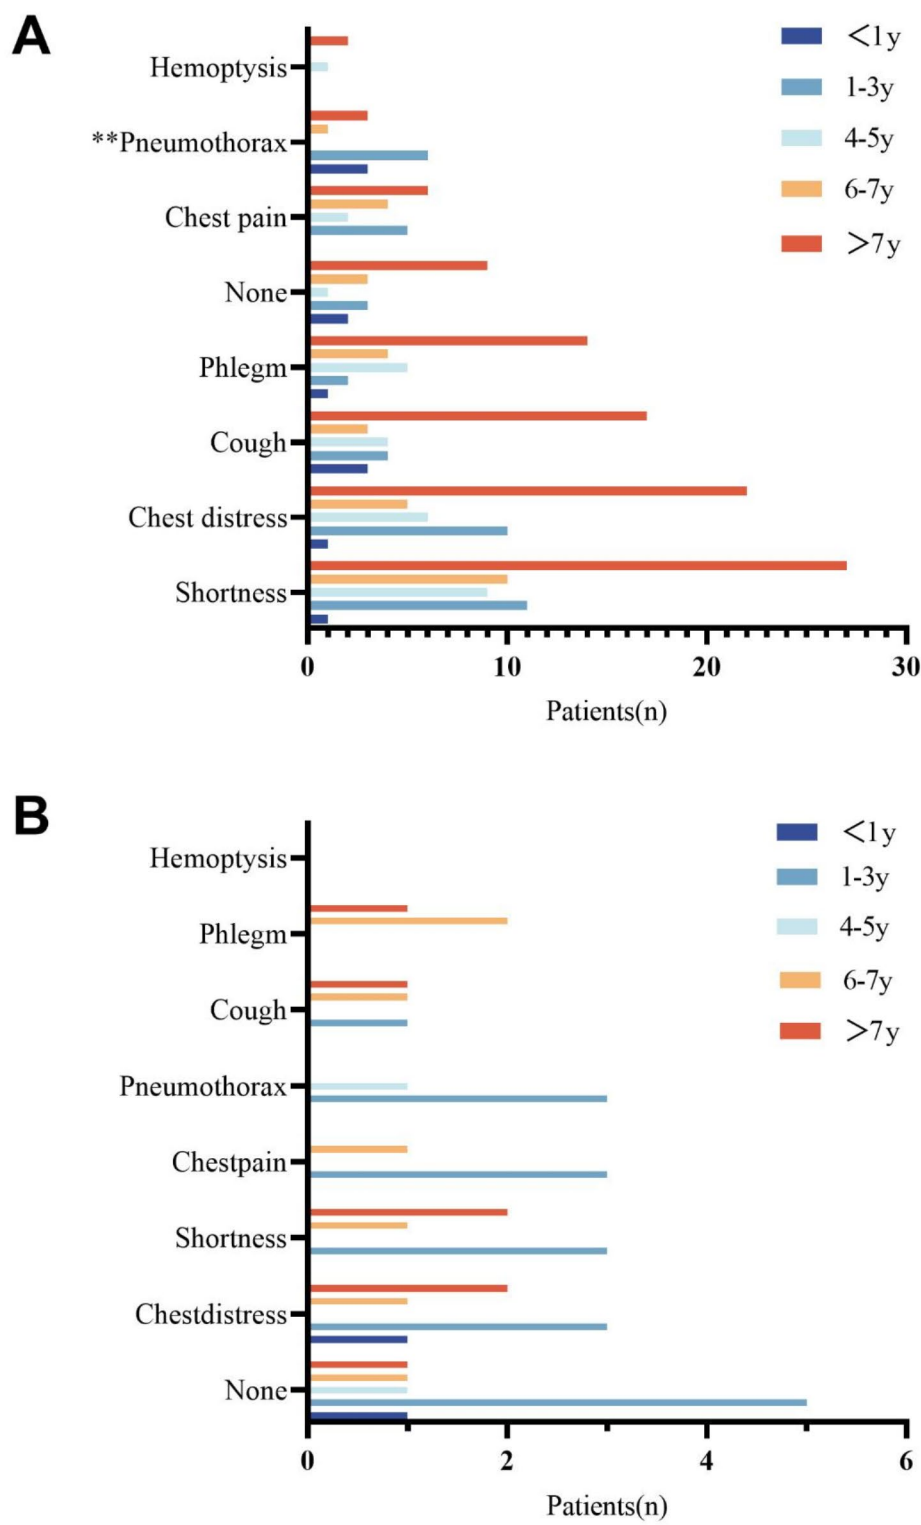 A
Hemoptysis
**Pneumothorax
Chest pain
None
Phlegm
Cough
Chest distress
Shortness
0 10 20 30
Patients(n)
<1y
1-3y
4-5y
6-7y
>7y
B
Hemoptysis
Phlegm
Cough
Pneumothorax
Chestpain
Shortness
Chestdistress
None
0 2 4 6
Patients(n)
<1y
1-3y
4-5y
6-7y
>7y